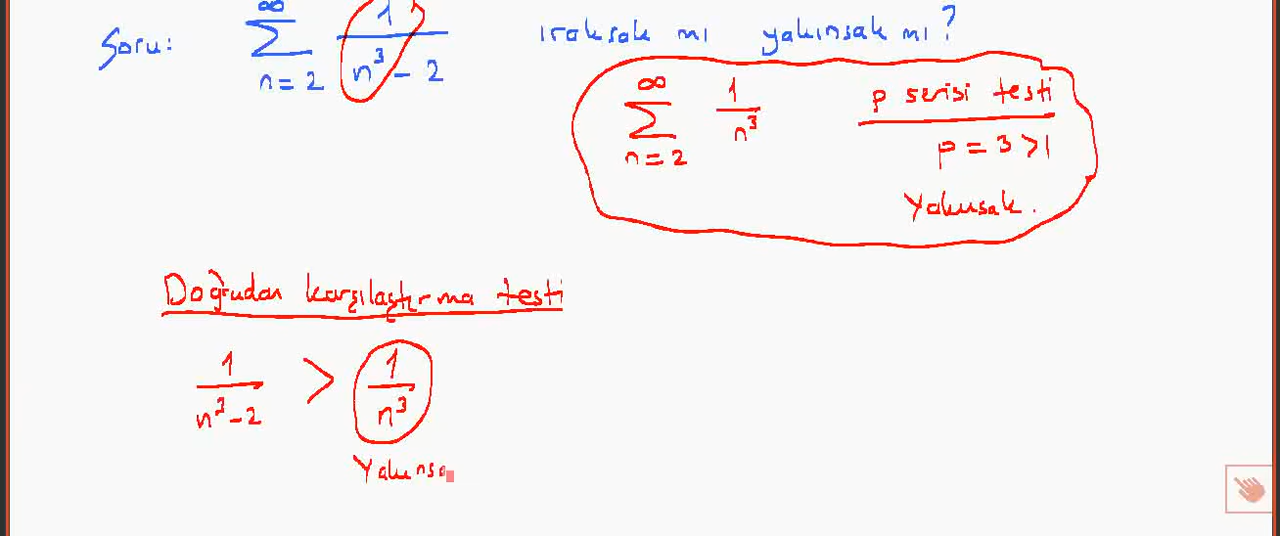 Soru: ∞ ∑ n=2 1/(n³-2) ıraksak mı yakınsak mı?
∞ ∑ n=2 1/n³ p serisi testi
p = 3 > 1
Yakınsak.
Doğrudan karşılaştırma testi
1/(n³-2) > 1/n³
Yakınsa